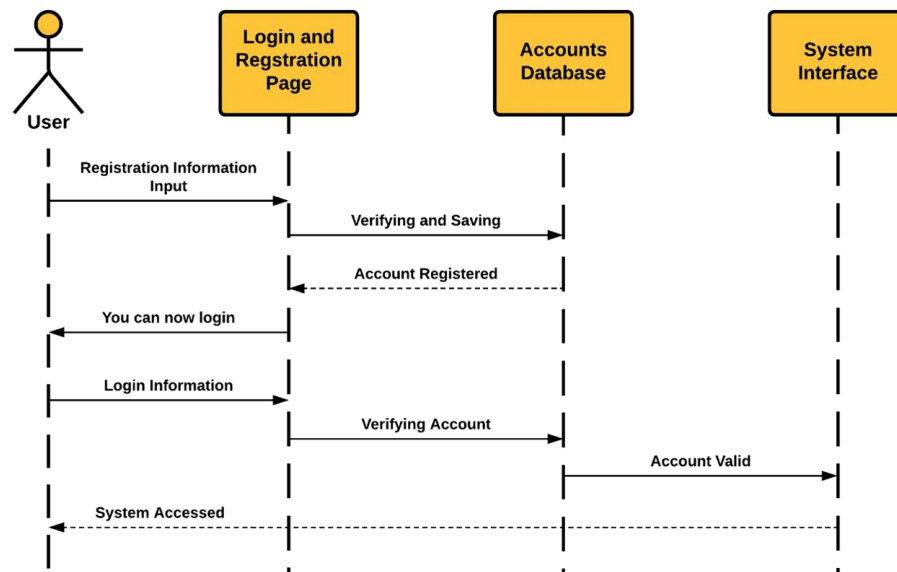 Login and
Regstration
Page
Accounts
Database
System
Interface
User
Registration Information
Input
Verifying and Saving
Account Registered
You can now login
Login Information
Verifying Account
Account Valid
System Accessed